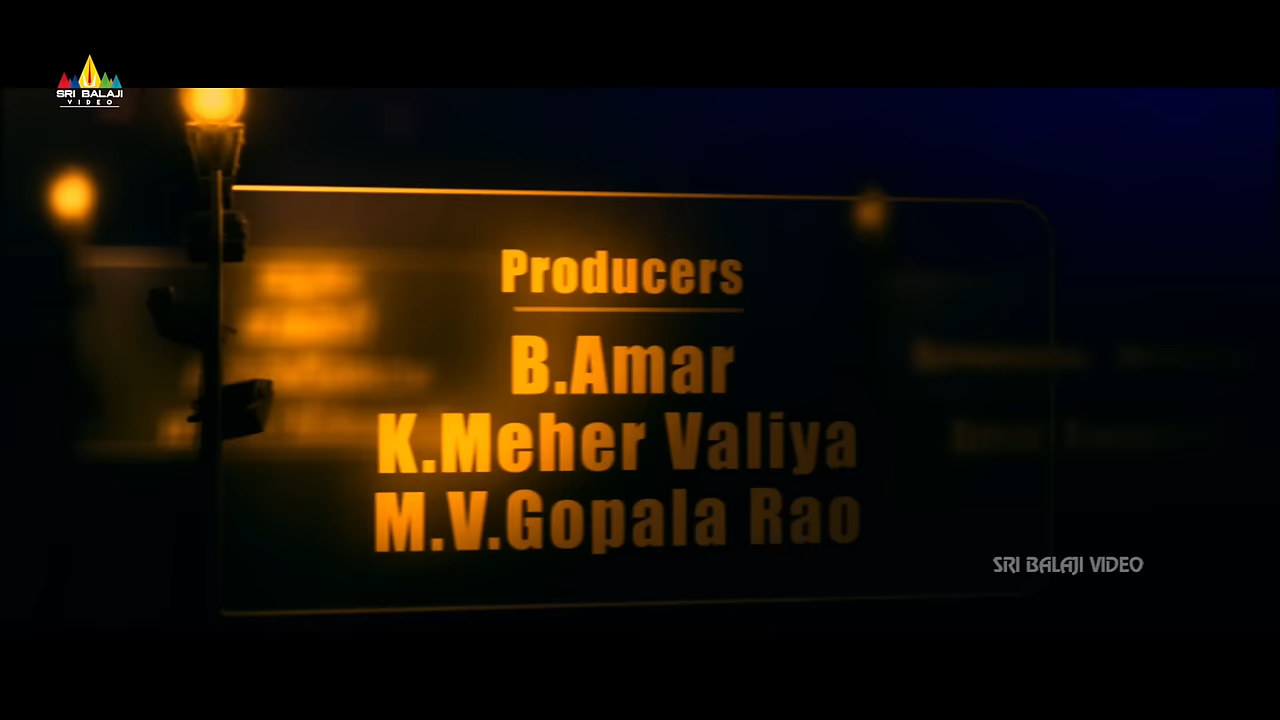 SRI BALAJI
VIDEO
Producers
B.Amar
K.Meher Valiya
M.V.Gopala Rao
SRI BALAJI VIDEO